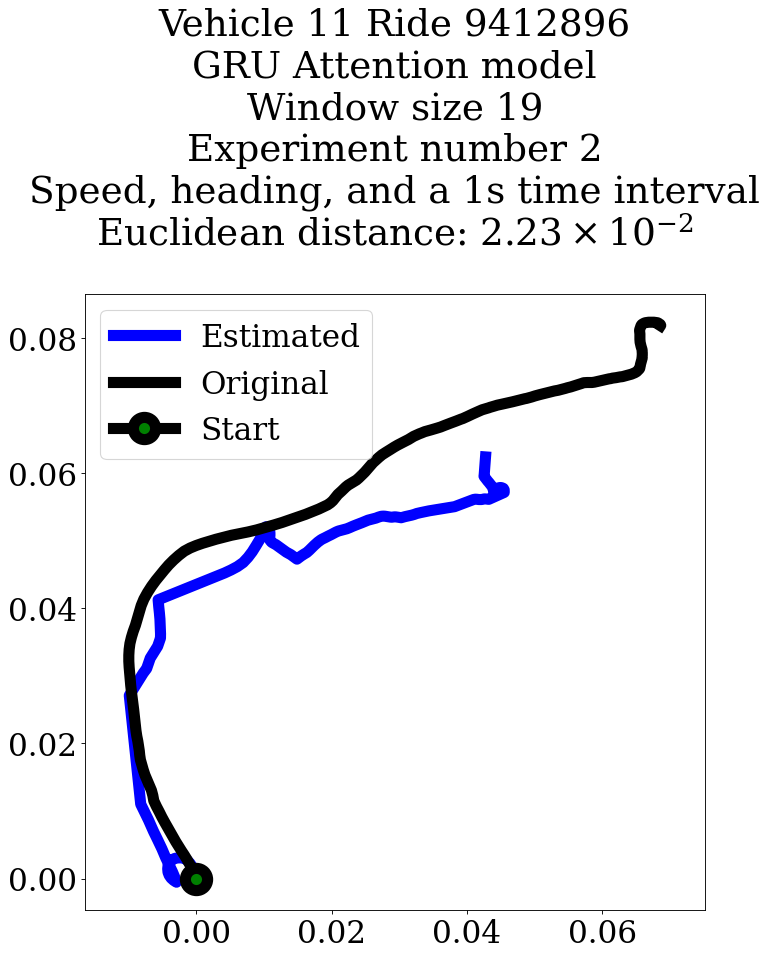 Vehicle 11 Ride 9412896
GRU Attention model
Window size 19
Experiment number 2
Speed, heading, and a 1s time interval
Euclidean distance: 2.23 × 10⁻²
Estimated
Original
Start
0.08
0.06
0.04
0.02
0.00
0.00 0.02 0.04 0.06